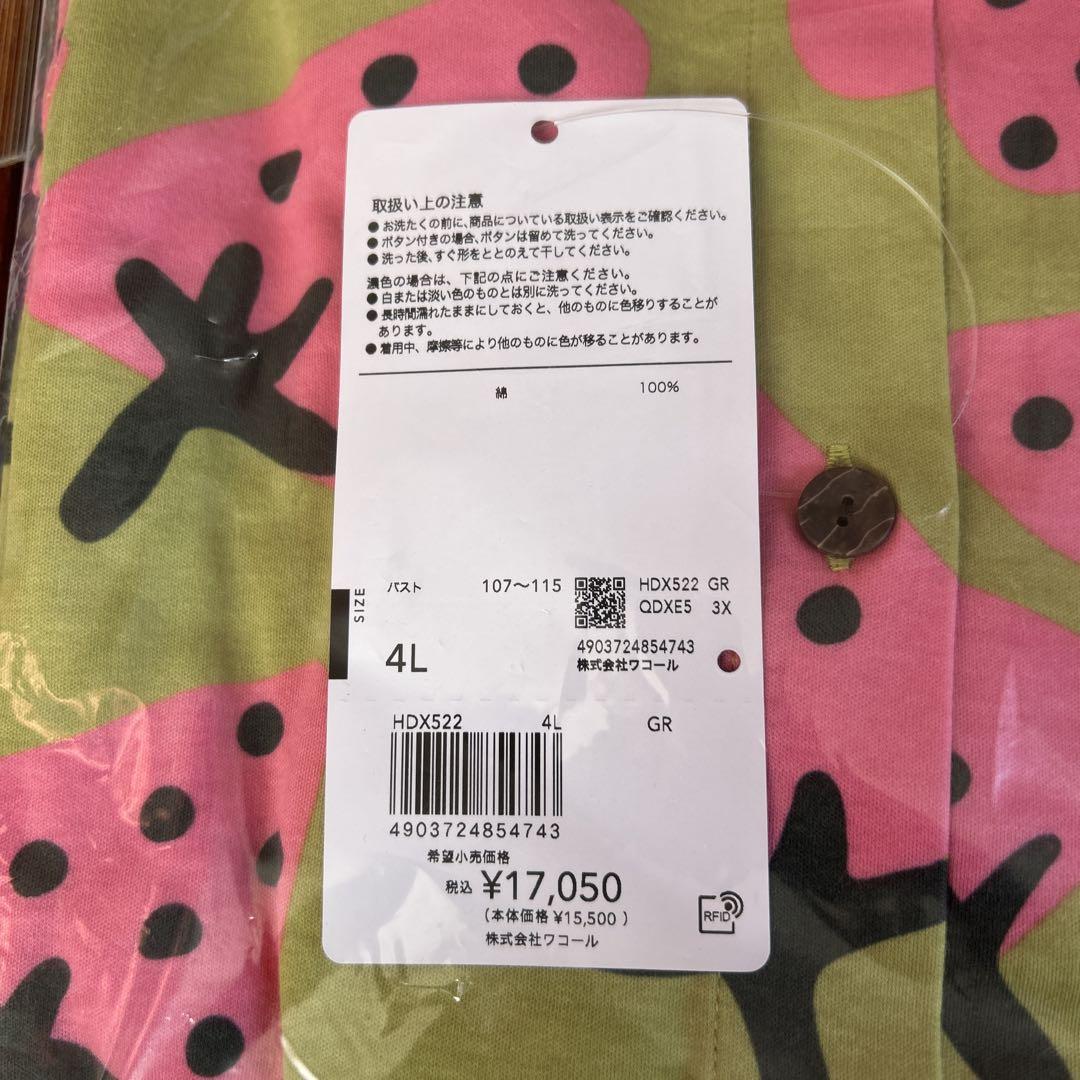 取扱い上の注意
●お洗たくの前に、商品についている取扱い表示をご確認ください。
●ボタン付きの場合、ボタンは留めて洗ってください。
●洗った後、すぐ形をととのえて干してください。
濃色の場合は、下記の点にご注意ください。
●白または淡い色のものとは別に洗ってください。
●長時間濡れたままにしておくと、他のものに色移りすることが
あります。
●着用中、摩擦等により他のものに色が移ることがあります。
綿 100%
SIZE
バスト 107〜115
HDX522 GR
QDXE5 3X
4L
4903724854743
株式会社ワコール
HDX522 4L GR
4903724854743
希望小売価格
税込 ¥17,050
(本体価格 ¥15,500 )
株式会社ワコール
RFID